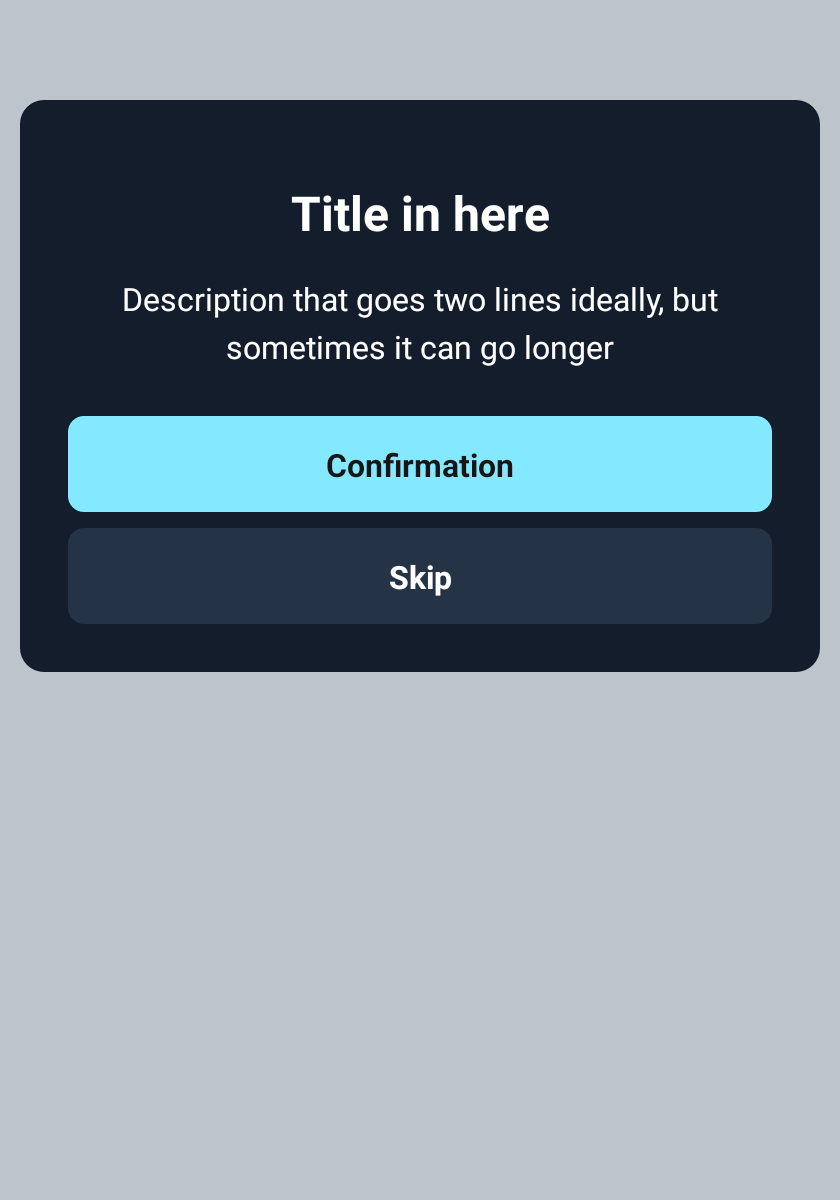 Title in here
Description that goes two lines ideally, but
sometimes it can go longer
Confirmation
Skip